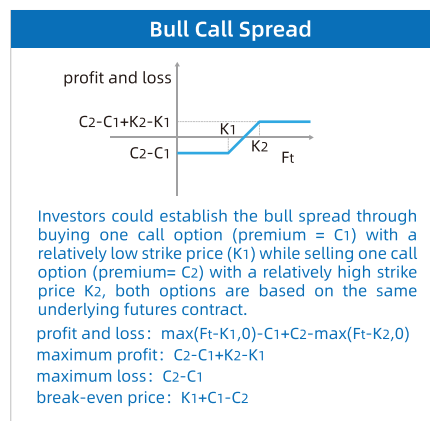 Bull Call Spread
profit and loss
C2-C1+K2-K1
K1
C2-C1
K2
Ft
Investors could establish the bull spread through
buying one call option (premium = C1) with a
relatively low strike price (K1) while selling one call
option (premium= C2) with a relatively high strike
price K2, both options are based on the same
underlying futures contract.
profit and loss: max(Ft-K1,0)-C1+C2-max(Ft-K2,0)
maximum profit: C2-C1+K2-K1
maximum loss: C2-C1
break-even price: K1+C1-C2